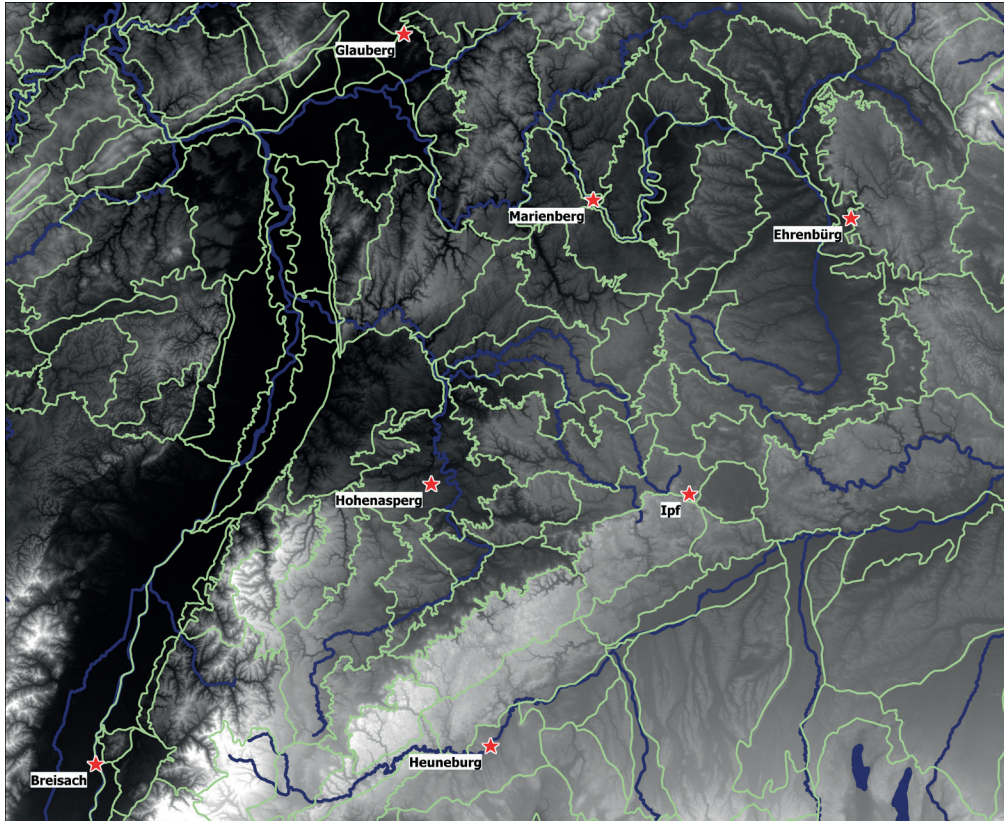 Glauberg
Marienberg
Ehrenbürg
Hohenasperg
Ipf
Heuneburg
Breisach